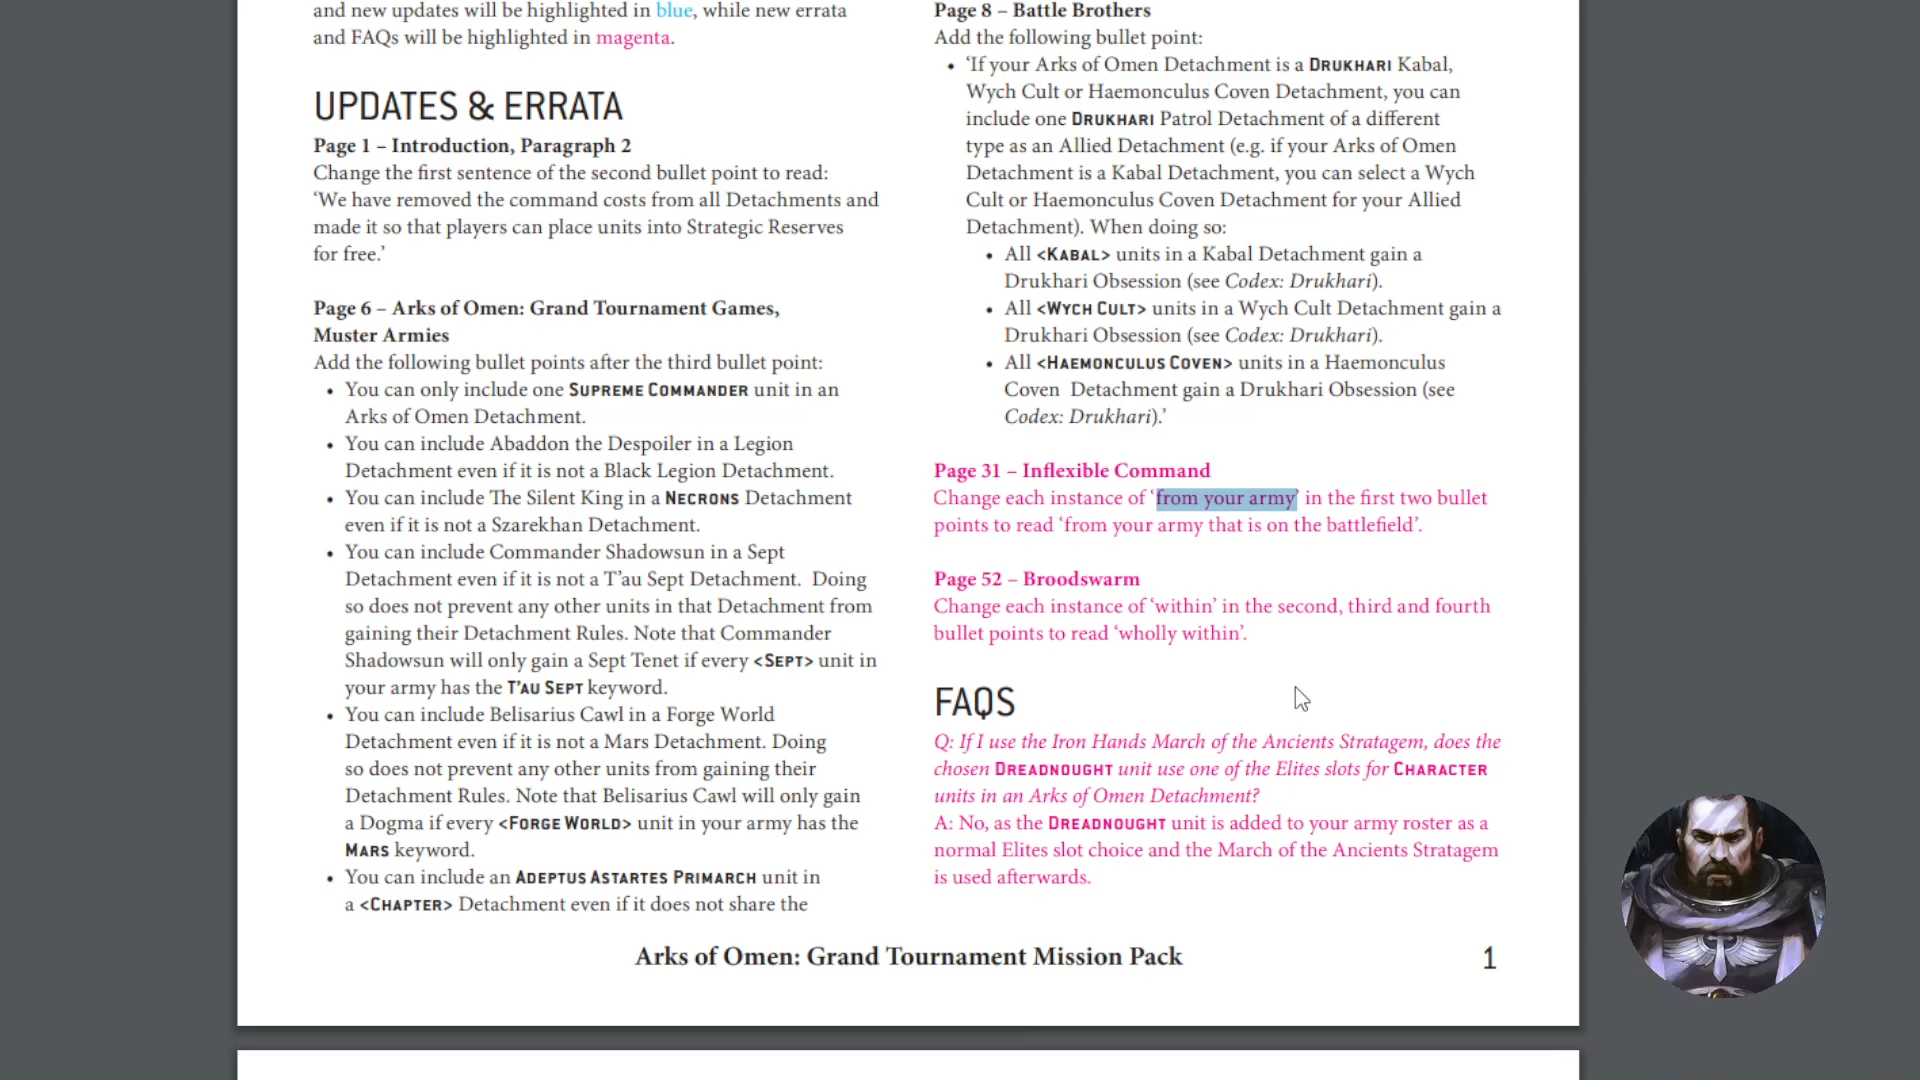 and new updates will be highlighted in blue, while new errata
and FAQs will be highlighted in magenta.
UPDATES & ERRATA
Page 1 – Introduction, Paragraph 2
Change the first sentence of the second bullet point to read:
‘We have removed the command costs from all Detachments and
made it so that players can place units into Strategic Reserves
for free.’
Page 6 – Arks of Omen: Grand Tournament Games,
Muster Armies
Add the following bullet points after the third bullet point:
• You can only include one SUPREME COMMANDER unit in an
Arks of Omen Detachment.
• You can include Abaddon the Despoiler in a Legion
Detachment even if it is not a Black Legion Detachment.
• You can include The Silent King in a NECRONS Detachment
even if it is not a Szarekhan Detachment.
• You can include Commander Shadowsun in a Sept
Detachment even if it is not a T’au Sept Detachment.  Doing
so does not prevent any other units in that Detachment from
gaining their Detachment Rules. Note that Commander
Shadowsun will only gain a Sept Tenet if every <SEPT> unit in
your army has the T’AU SEPT keyword.
• You can include Belisarius Cawl in a Forge World
Detachment even if it is not a Mars Detachment. Doing
so does not prevent any other units from gaining their
Detachment Rules. Note that Belisarius Cawl will only gain
a Dogma if every <FORGE WORLD> unit in your army has the
MARS keyword.
• You can include an ADEPTUS ASTARTES PRIMARCH unit in
a <CHAPTER> Detachment even if it does not share the
Page 8 – Battle Brothers
Add the following bullet point:
• ‘If your Arks of Omen Detachment is a DRUKHARI Kabal,
Wych Cult or Haemonculus Coven Detachment, you can
include one DRUKHARI Patrol Detachment of a different
type as an Allied Detachment (e.g. if your Arks of Omen
Detachment is a Kabal Detachment, you can select a Wych
Cult or Haemonculus Coven Detachment for your Allied
Detachment). When doing so:
• All <KABAL> units in a Kabal Detachment gain a
Drukhari Obsession (see Codex: Drukhari).
• All <WYCH CULT> units in a Wych Cult Detachment gain a
Drukhari Obsession (see Codex: Drukhari).
• All <HAEMONCULUS COVEN> units in a Haemonculus
Coven  Detachment gain a Drukhari Obsession (see
Codex: Drukhari).’
Page 31 – Inflexible Command
Change each instance of ‘from your army’ in the first two bullet
points to read ‘from your army that is on the battlefield’.
Page 52 – Broodswarm
Change each instance of ‘within’ in the second, third and fourth
bullet points to read ‘wholly within’.
FAQS
Q: If I use the Iron Hands March of the Ancients Stratagem, does the
chosen DREADNOUGHT unit use one of the Elites slots for CHARACTER
units in an Arks of Omen Detachment?
A: No, as the DREADNOUGHT unit is added to your army roster as a
normal Elites slot choice and the March of the Ancients Stratagem
is used afterwards.
Arks of Omen: Grand Tournament Mission Pack
1